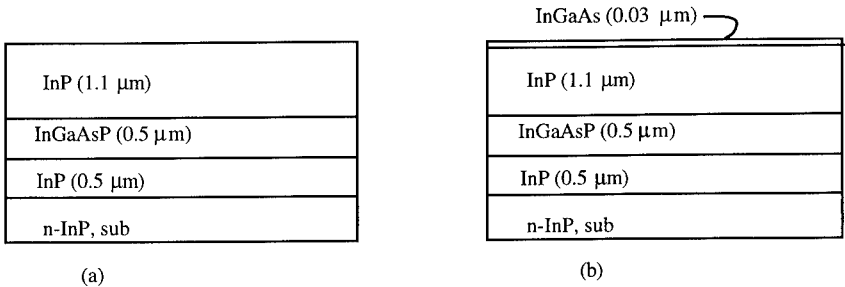 InP (1.1 μm)
InGaAsP (0.5 μm)
InP (0.5 μm)
n-InP, sub
(a)
InGaAs (0.03 μm)
InP (1.1 μm)
InGaAsP (0.5 μm)
InP (0.5 μm)
n-InP, sub
(b)